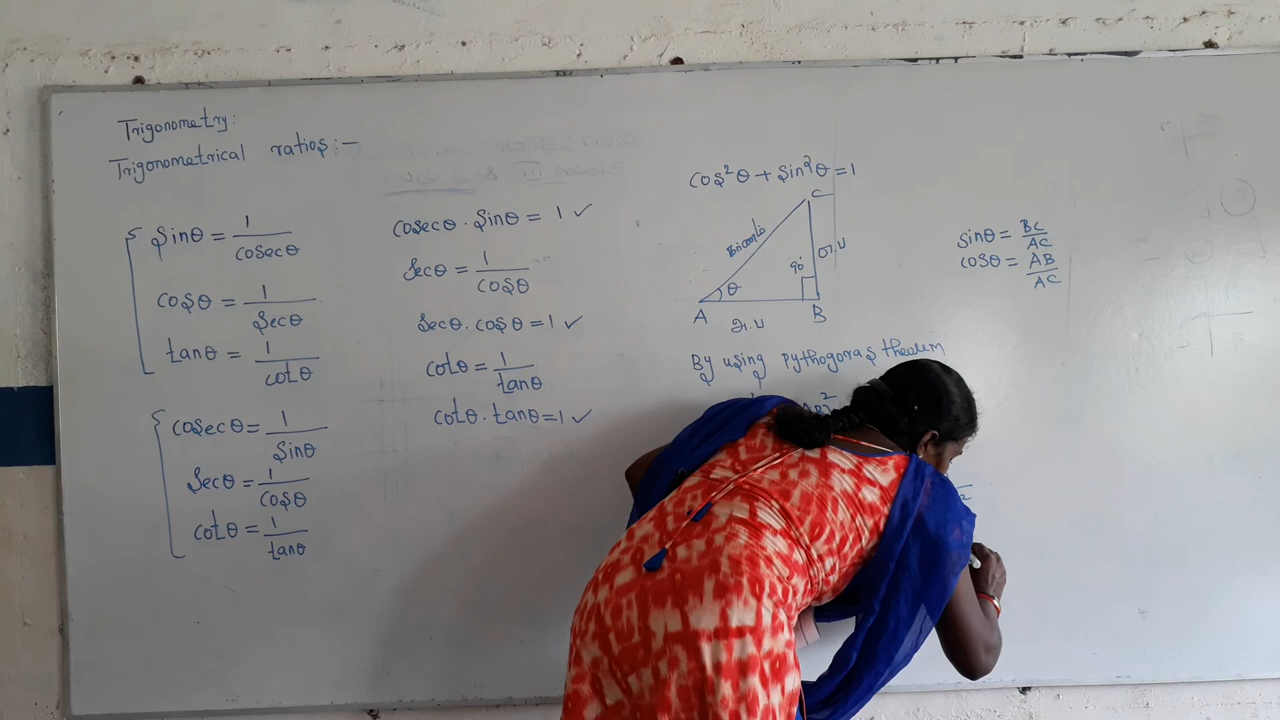 Trigonometry:
Trigonometrical ratios:-
sinθ = 1/cosecθ
cosθ = 1/secθ
tanθ = 1/cotθ
cosecθ = 1/sinθ
secθ = 1/cosθ
cotθ = 1/tanθ
cosecθ · sinθ = 1 ✓
secθ = 1/cosθ
secθ · cosθ = 1 ✓
cotθ = 1/tanθ
cotθ · tanθ = 1 ✓
cos²θ + sin²θ = 1
C
90°
θ
A
B
By using pythogoras thealem
AB²
sinθ = BC/AC
cosθ = AB/AC